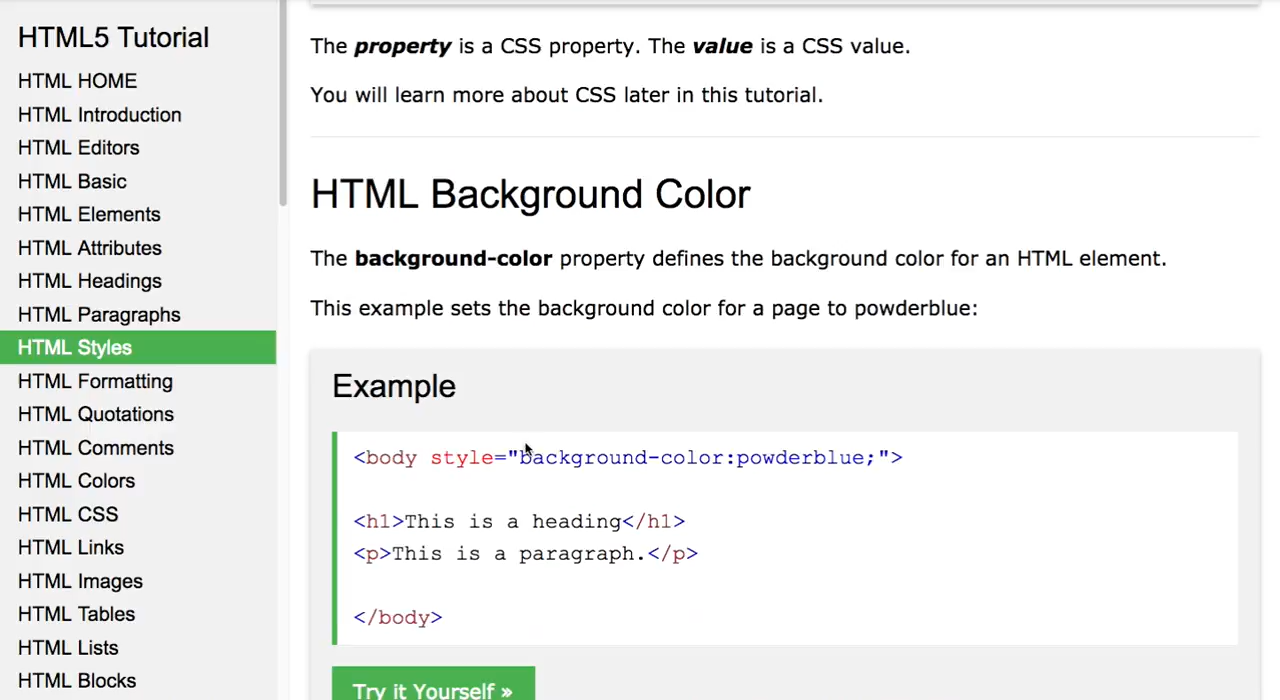 HTML5 Tutorial
HTML HOME
HTML Introduction
HTML Editors
HTML Basic
HTML Elements
HTML Attributes
HTML Headings
HTML Paragraphs
HTML Styles
HTML Formatting
HTML Quotations
HTML Comments
HTML Colors
HTML CSS
HTML Links
HTML Images
HTML Tables
HTML Lists
HTML Blocks
The property is a CSS property. The value is a CSS value.
You will learn more about CSS later in this tutorial.
HTML Background Color
The background-color property defines the background color for an HTML element.
This example sets the background color for a page to powderblue:
Example
<body style="background-color:powderblue;">
<h1>This is a heading</h1>
<p>This is a paragraph.</p>
</body>
Try it Yourself »